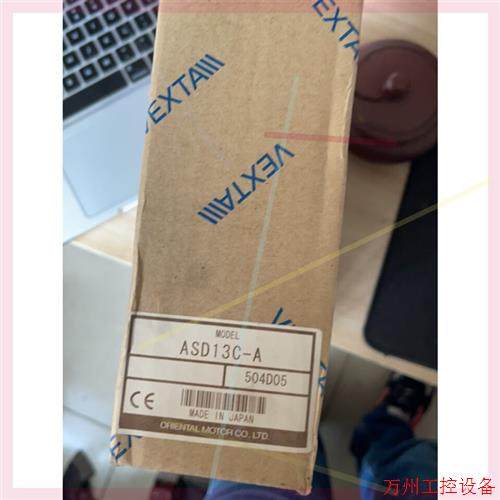 VEXTA
VEXTA
MODEL
ASD13C-A
504D05
CE
MADE IN JAPAN
ORIENTAL MOTOR CO., LTD.
万州工控设备